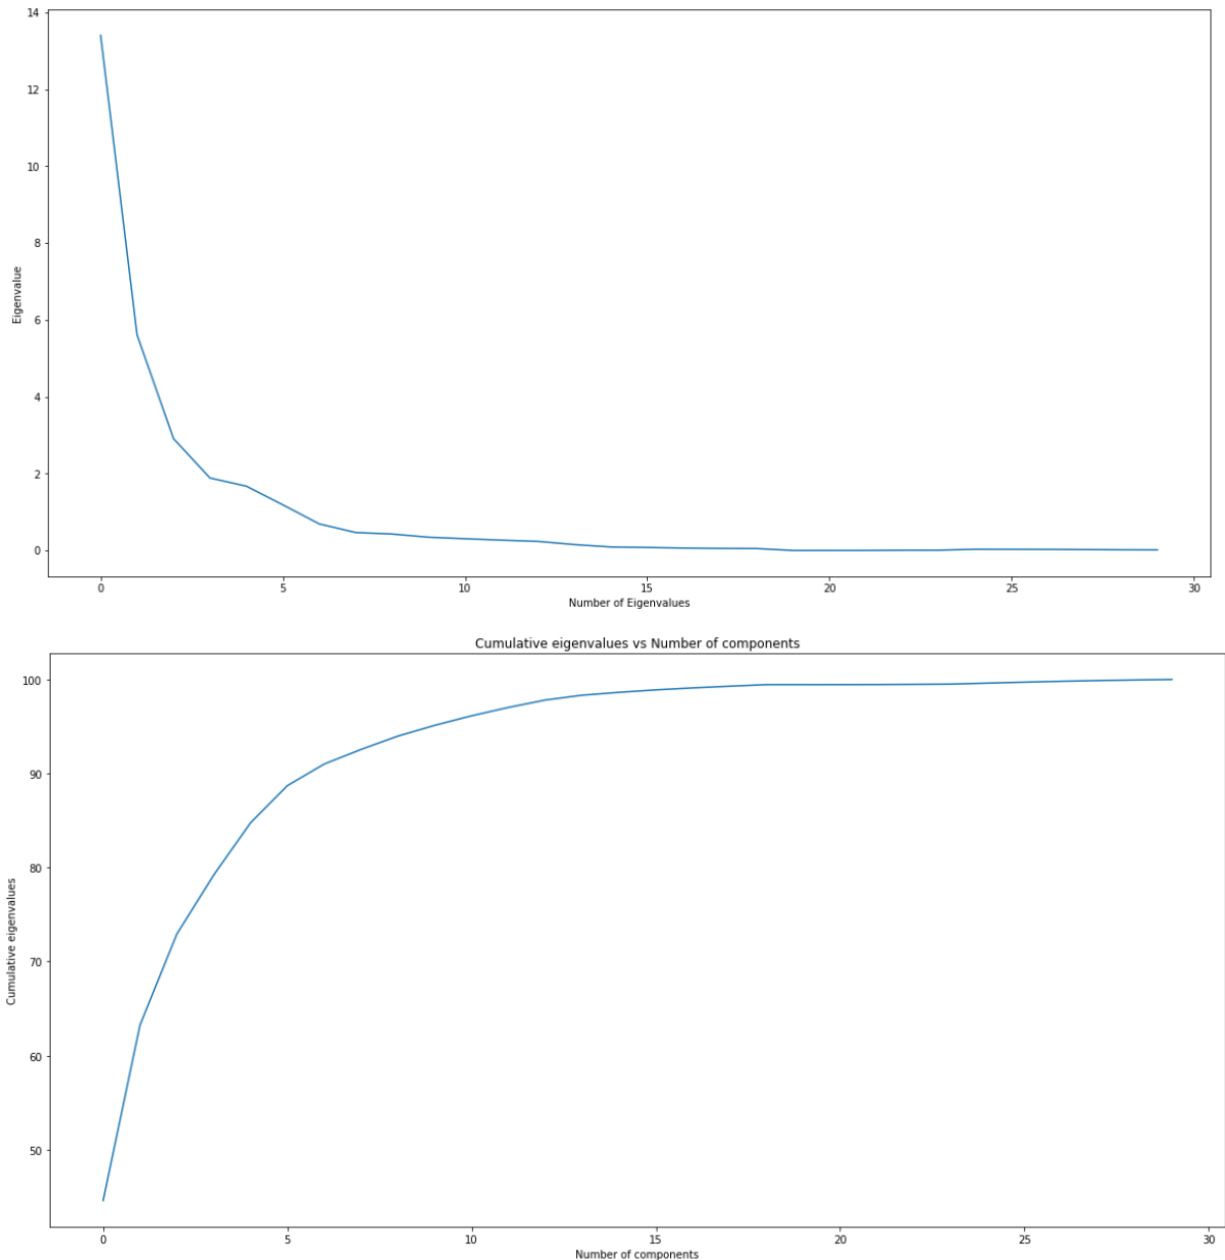 14
12
10
8
6
4
2
0
Eigenvalue
0 5 10 15 20 25 30
Number of Eigenvalues
Cumulative eigenvalues vs Number of components
100
90
80
70
60
50
Cumulative eigenvalues
0 5 10 15 20 25 30
Number of components